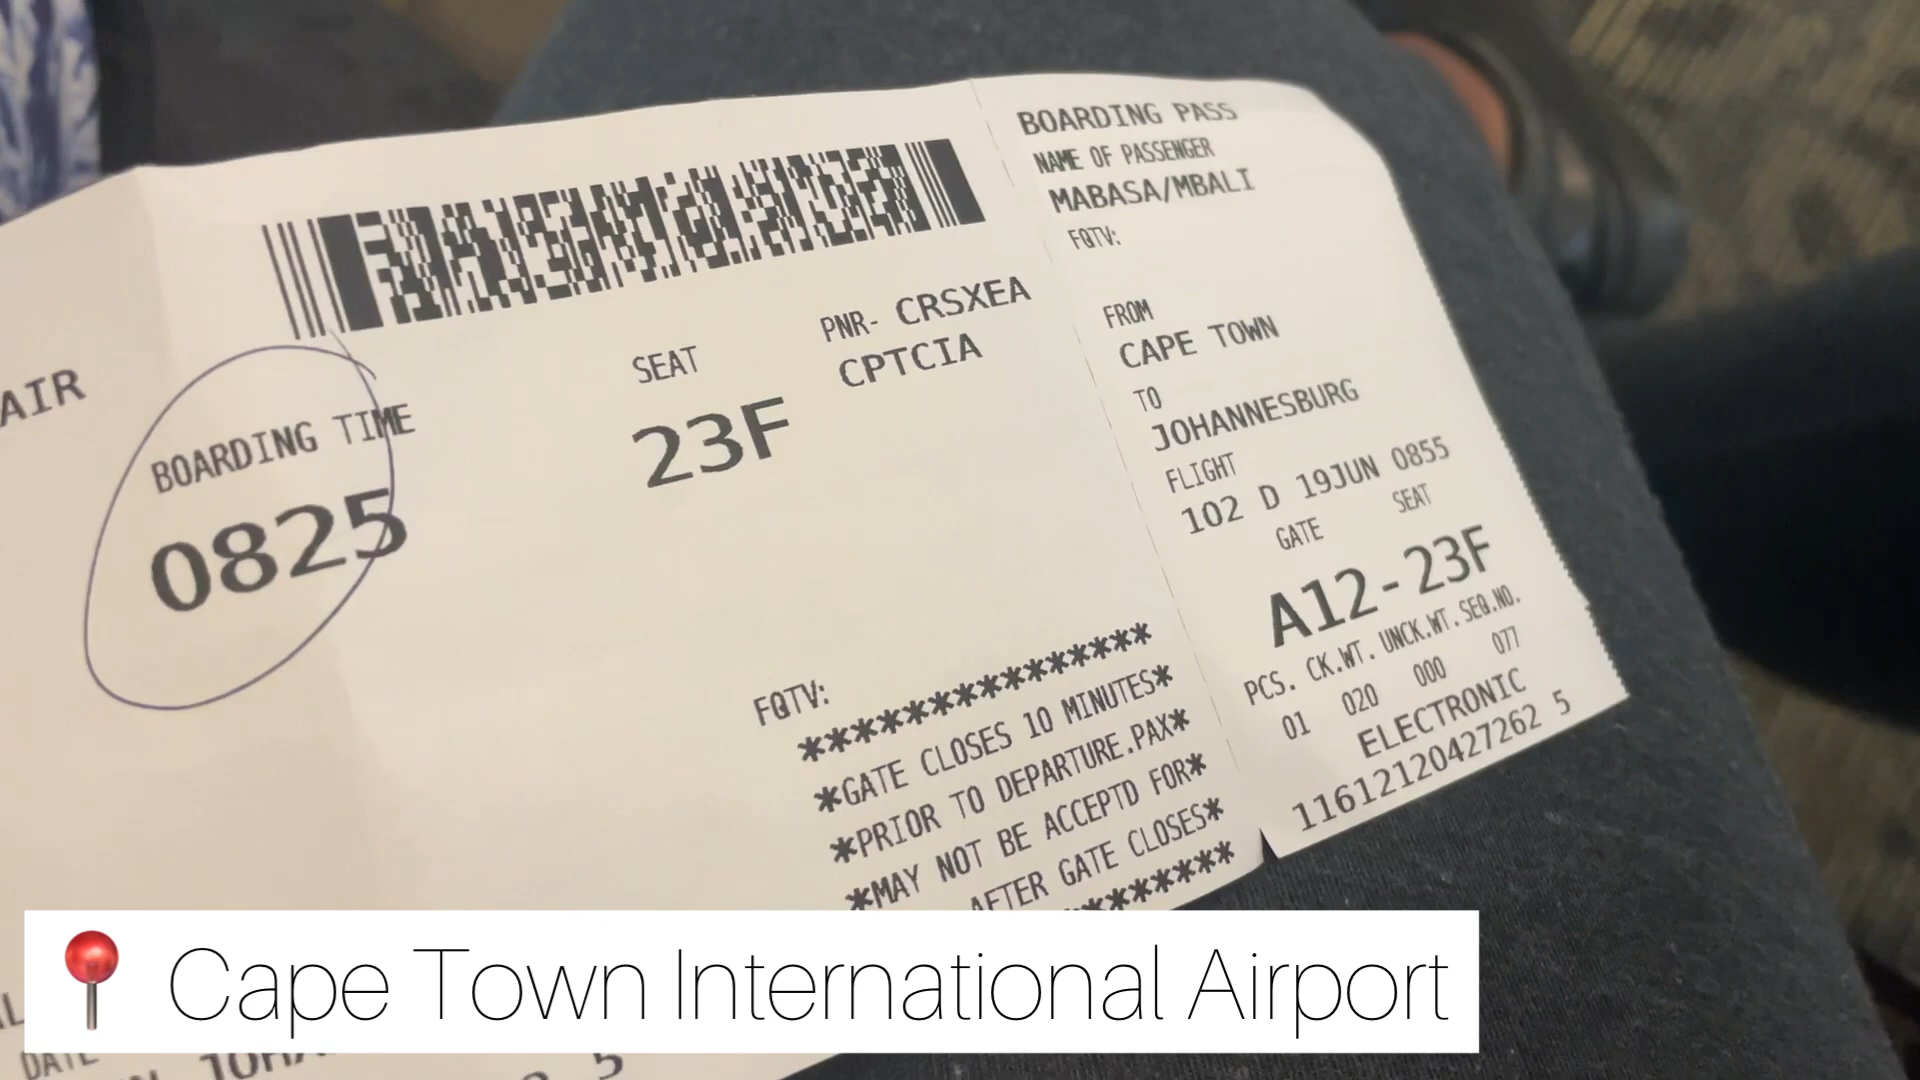 AIR
BOARDING TIME
0825
SEAT
23F
PNR- CRSXEA
CPTCIA
FQTV:
****************
*GATE CLOSES 10 MINUTES*
*PRIOR TO DEPARTURE.PAX*
*MAY NOT BE ACCEPTD FOR*
AFTER GATE CLOSES*
BOARDING PASS
NAME OF PASSENGER
MABASA/MBALI
FQTV:
FROM
CAPE TOWN
TO
JOHANNESBURG
FLIGHT
102 D 19JUN 0855
GATE SEAT
A12-23F
PCS. CK.WT. UNCK.WT. SEQ.NO.
01 020 000 077
ELECTRONIC
11612120427262 5
DATE
5
Cape Town International Airport